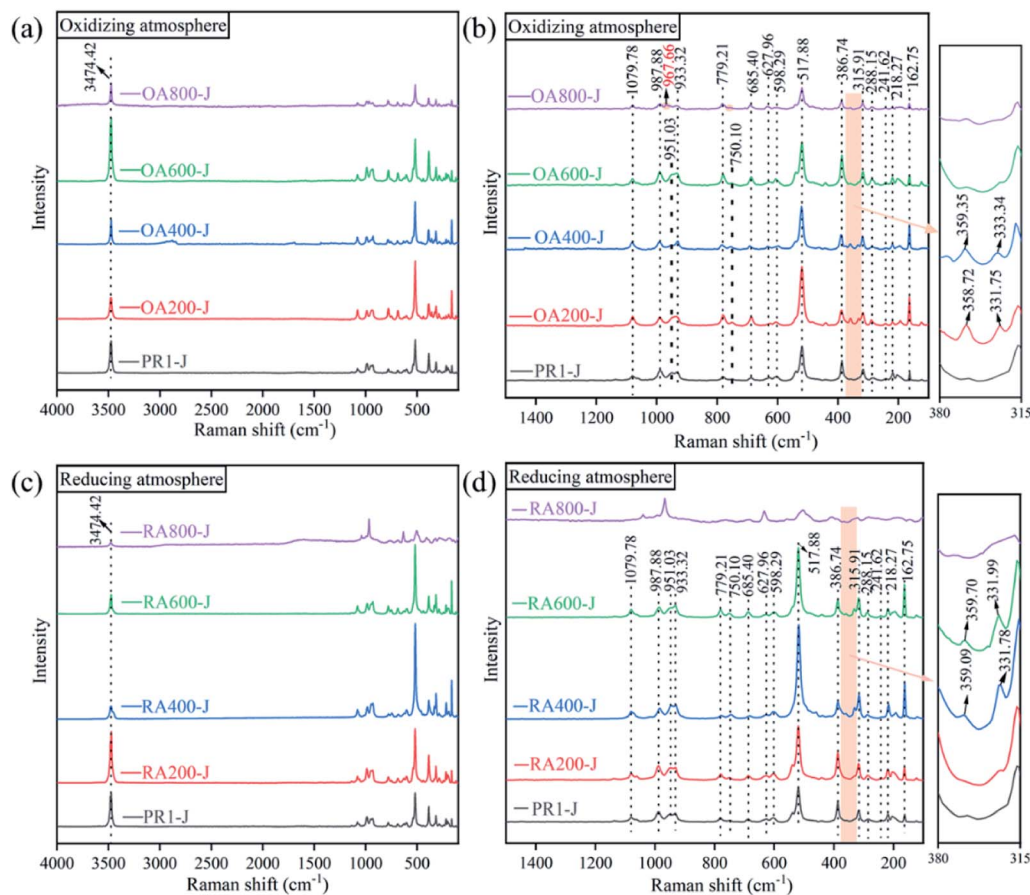 (a)
Oxidizing atmosphere
3474.42
OA800-J
OA600-J
OA400-J
OA200-J
PR1-J
Intensity
4000 3500 3000 2500 2000 1500 1000 500
Raman shift (cm-1)
(b)
Oxidizing atmosphere
1079.78
987.88
967.66
933.32
779.21
685.40
627.96
598.29
517.88
386.74
315.91
288.15
241.62
218.27
162.75
951.03
750.10
OA800-J
OA600-J
OA400-J
OA200-J
PR1-J
Intensity
1400 1000 800 600 400 200
Raman shift (cm-1)
359.35
333.34
358.72
331.75
380 315
(c)
Reducing atmosphere
3474.42
RA800-J
RA600-J
RA400-J
RA200-J
PR1-J
Intensity
4000 3500 3000 2500 2000 1500 1000 500
Raman shift (cm-1)
(d)
Reducing atmosphere
RA800-J
1079.78
987.88
951.03
933.32
779.21
750.10
685.40
627.96
598.29
517.88
386.74
315.91
288.15
241.62
218.27
162.75
RA600-J
RA400-J
RA200-J
PR1-J
Intensity
1400 1000 800 600 400 200
Raman shift (cm-1)
359.70
331.99
359.09
331.78
380 315